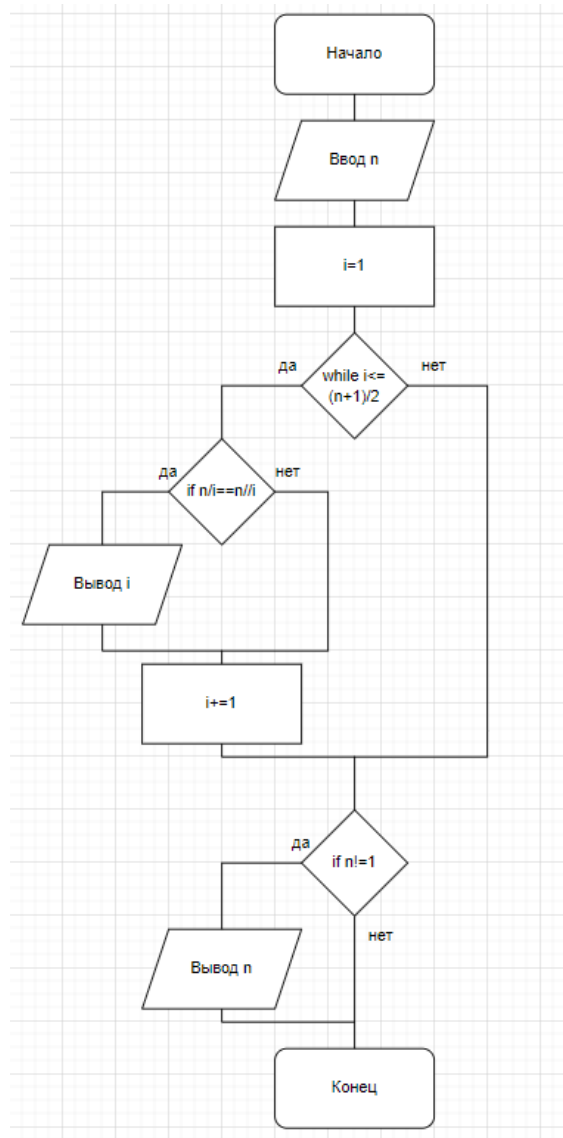 Начало
Ввод n
i=1
да
while i<=
(n+1)/2
нет
да
if n/i==n//i
нет
Вывод i
i+=1
да
if n!=1
нет
Вывод n
Конец